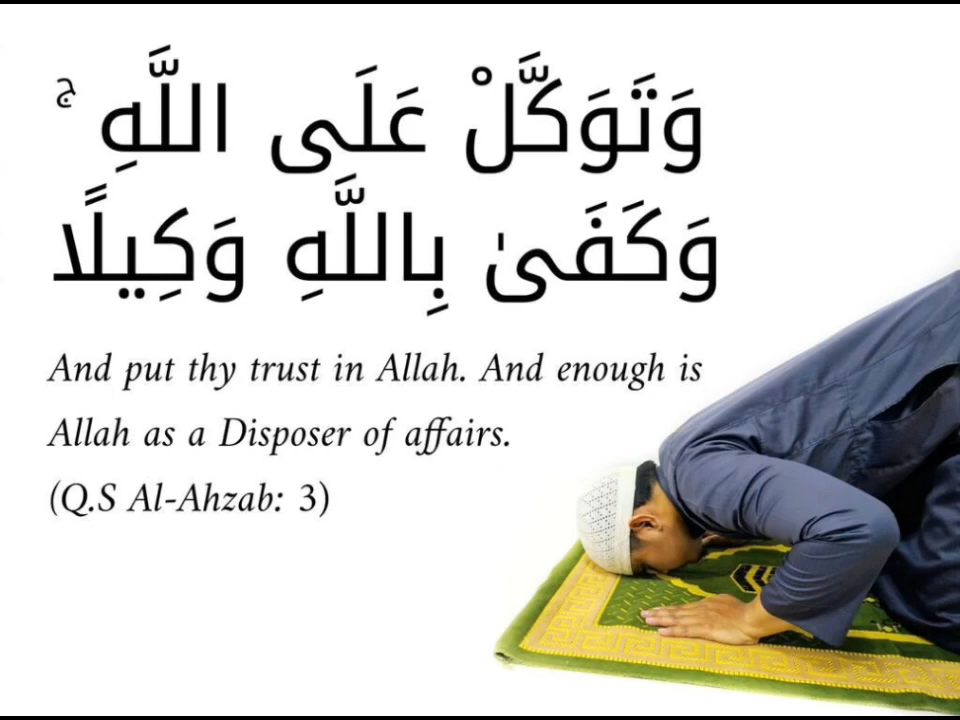 وَتَوَكَّلْ عَلَى اللَّهِ ۚ
وَكَفَىٰ بِاللَّهِ وَكِيلًا
And put thy trust in Allah. And enough is
Allah as a Disposer of affairs.
(Q.S Al-Ahzab: 3)